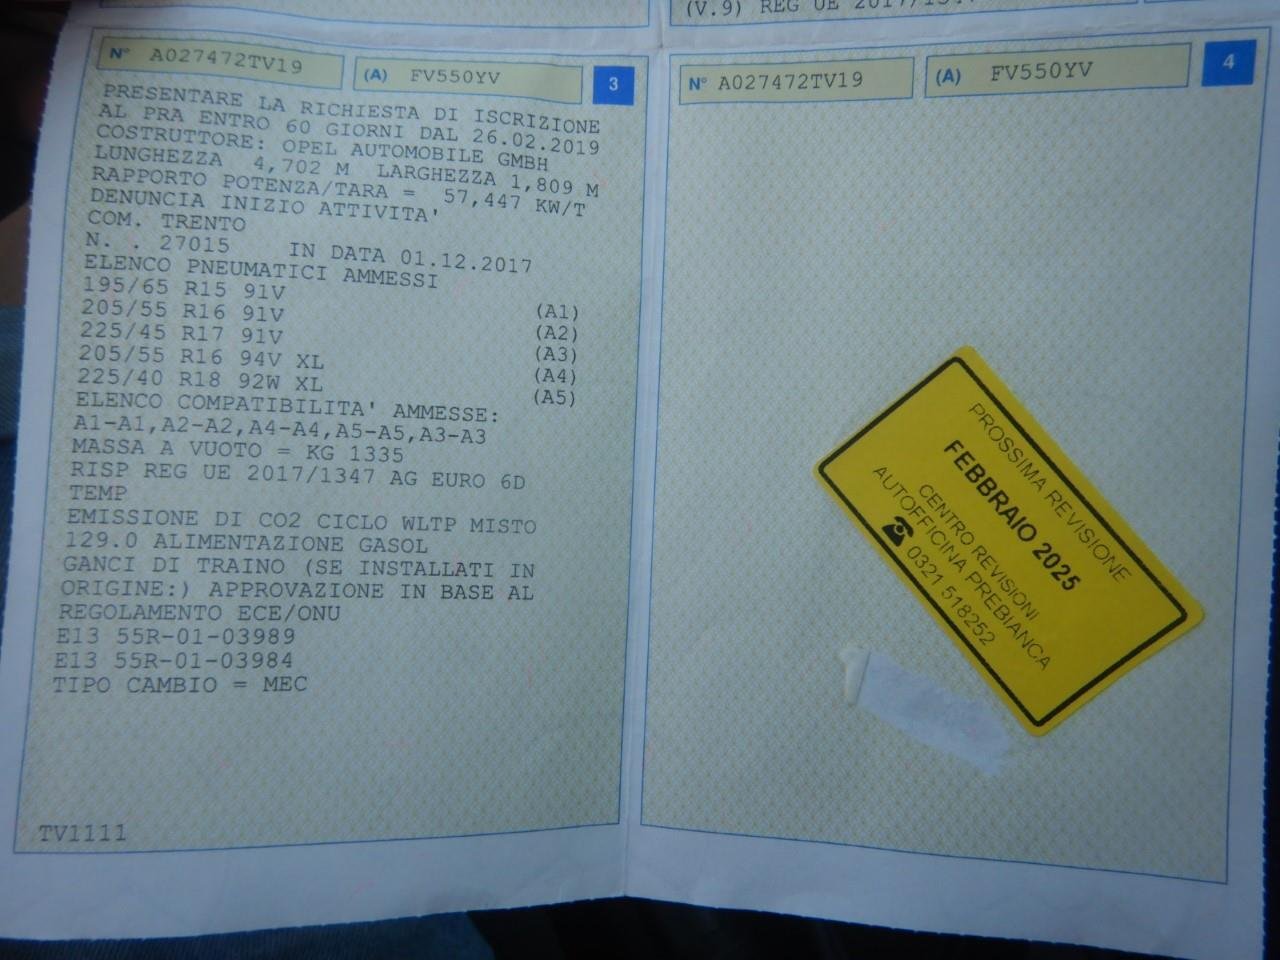 (V.9) REG UE 2017/1347
N° A027472TV19
(A) FV550YV
3
PRESENTARE LA RICHIESTA DI ISCRIZIONE
AL PRA ENTRO 60 GIORNI DAL 26.02.2019
COSTRUTTORE: OPEL AUTOMOBILE GMBH
LUNGHEZZA 4,702 M LARGHEZZA 1,809 M
RAPPORTO POTENZA/TARA = 57,447 KW/T
DENUNCIA INIZIO ATTIVITA'
COM. TRENTO
N. . 27015 IN DATA 01.12.2017
ELENCO PNEUMATICI AMMESSI
195/65 R15 91V (A1)
205/55 R16 91V (A2)
225/45 R17 91V (A3)
205/55 R16 94V XL (A4)
225/40 R18 92W XL (A5)
ELENCO COMPATIBILITA' AMMESSE:
A1-A1,A2-A2,A4-A4,A5-A5,A3-A3
MASSA A VUOTO = KG 1335
RISP REG UE 2017/1347 AG EURO 6D
TEMP
EMISSIONE DI CO2 CICLO WLTP MISTO
129.0 ALIMENTAZIONE GASOL
GANCI DI TRAINO (SE INSTALLATI IN
ORIGINE:) APPROVAZIONE IN BASE AL
REGOLAMENTO ECE/ONU
E13 55R-01-03989
E13 55R-01-03984
TIPO CAMBIO = MEC
TV1111
N° A027472TV19
(A) FV550YV
4
PROSSIMA REVISIONE
FEBBRAIO 2025
CENTRO REVISIONI
AUTOFFICINA PREBIANCA
0321 518252